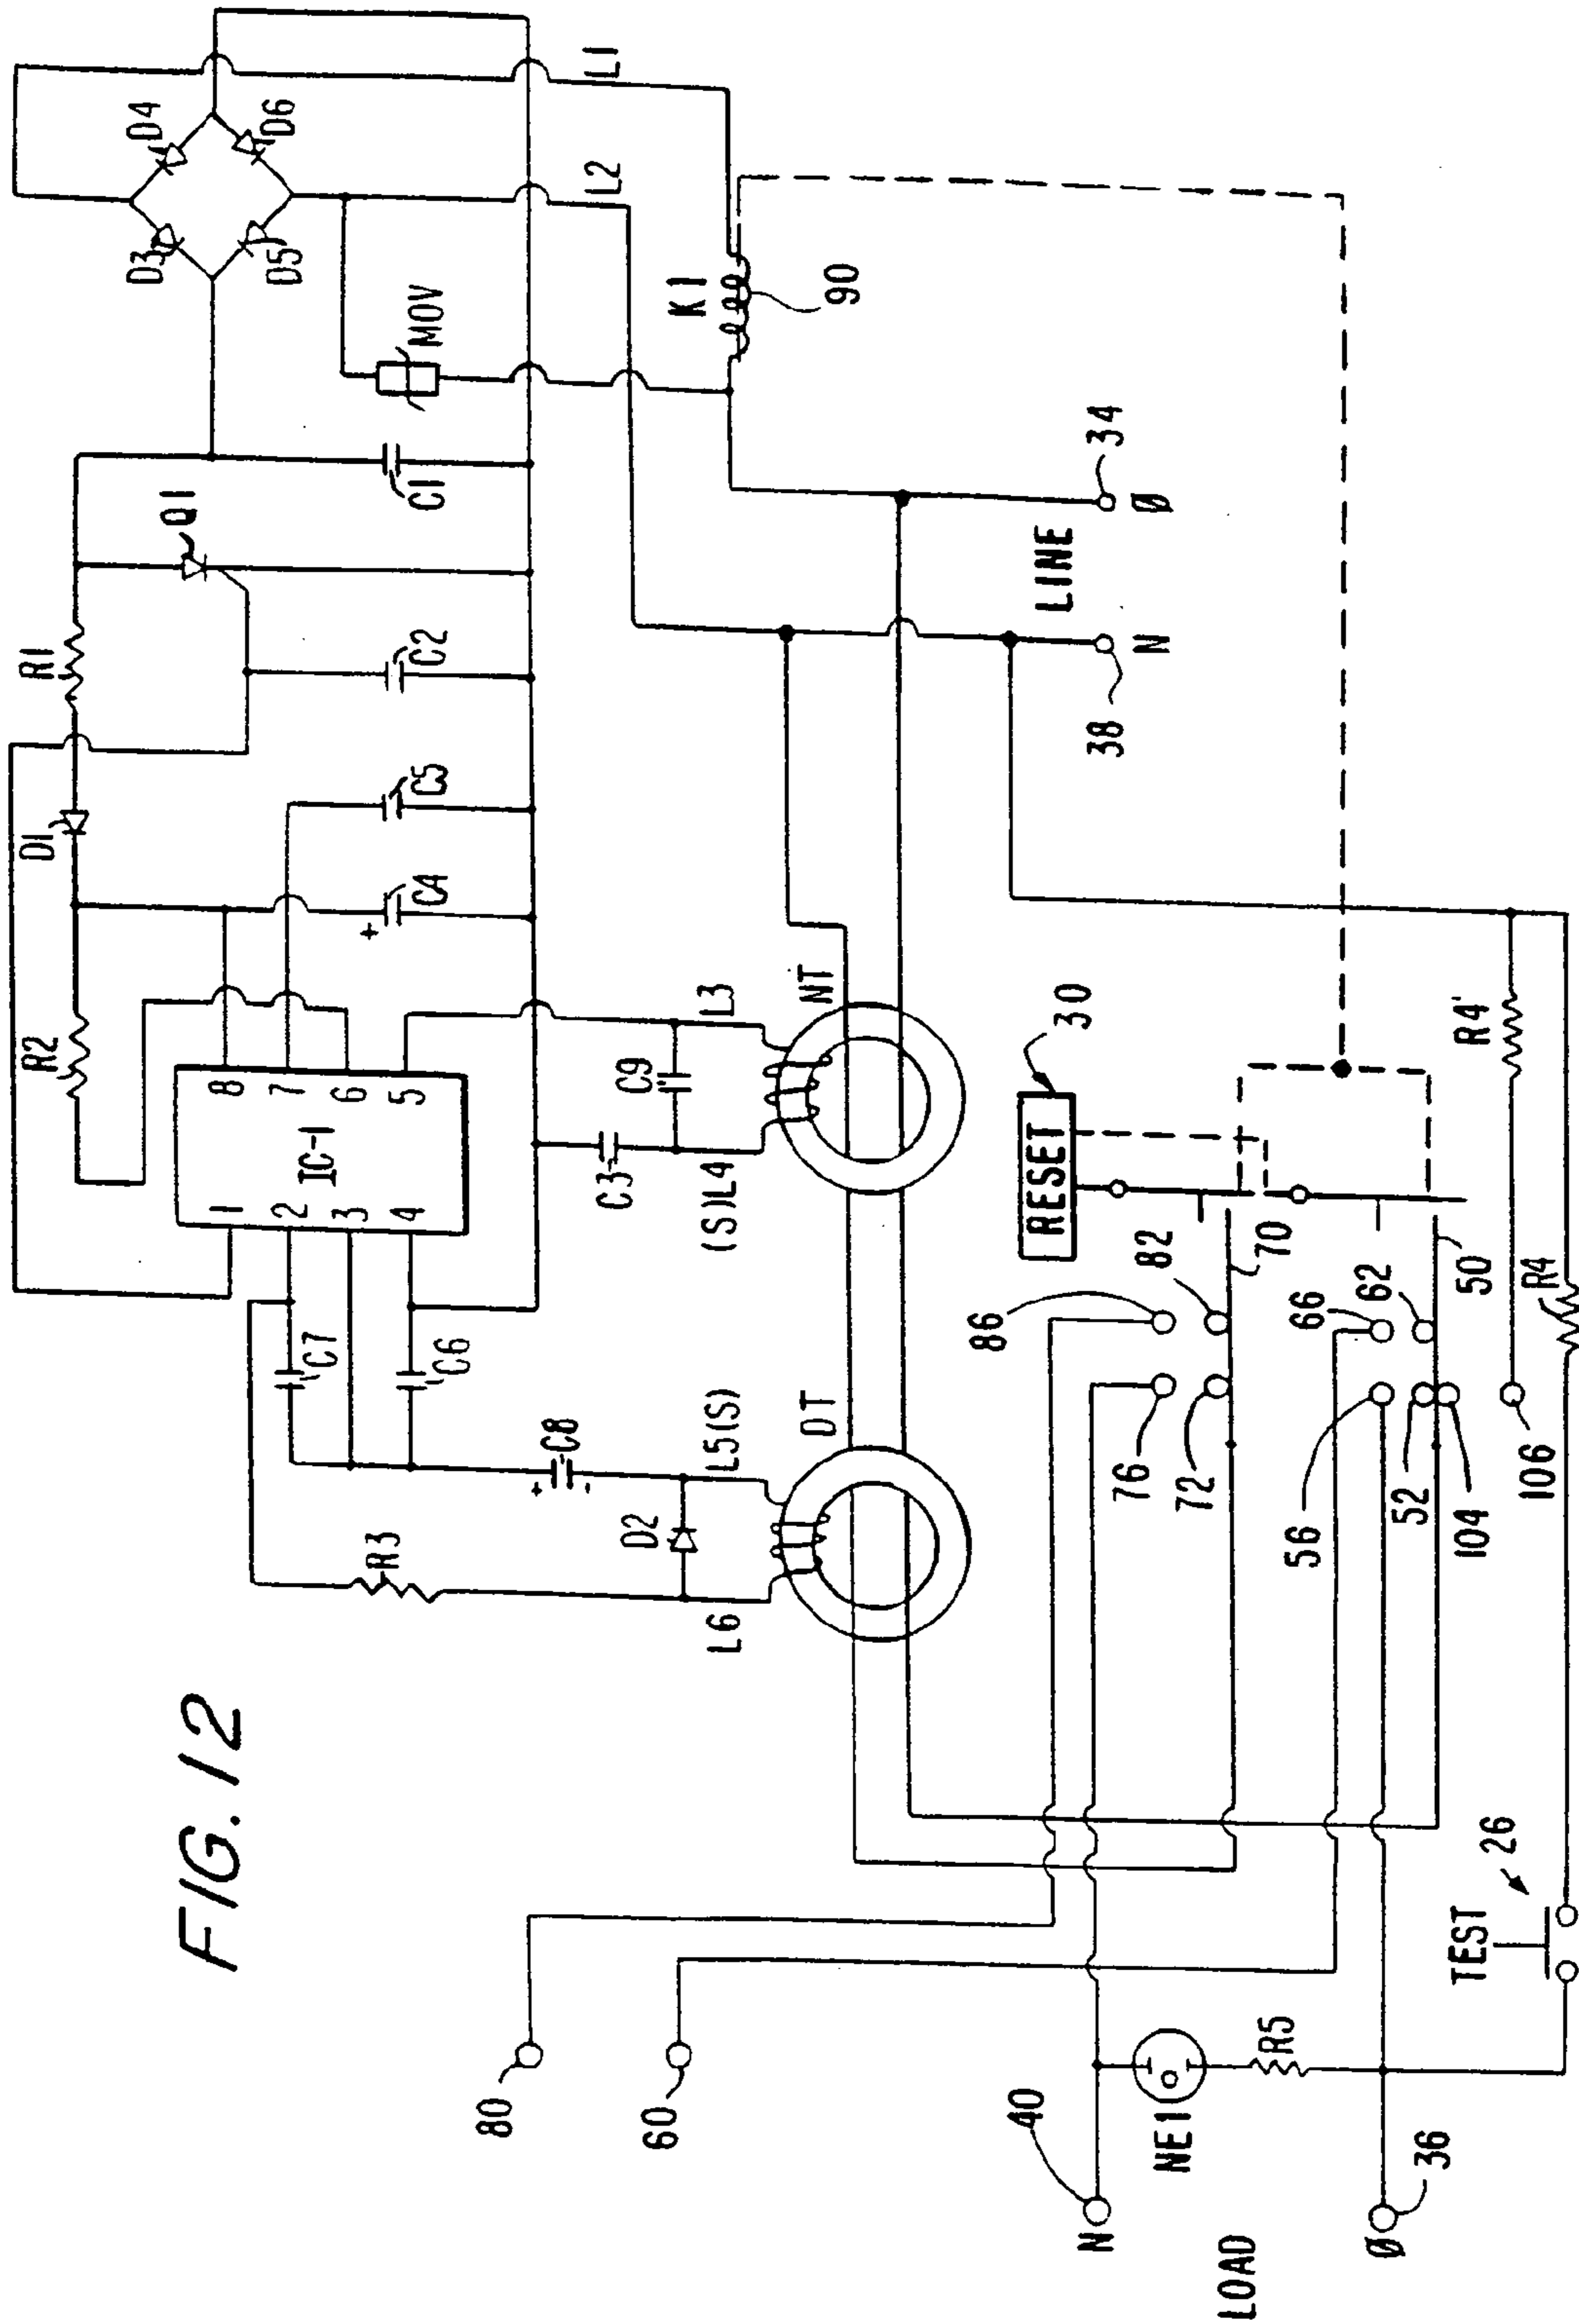 FIG. 12
D4
D6
D3
D5
L1
L2
MOV
K1
90
C1
Q1
R1
C2
D1
C5
C4
+
R2
IC-1
1
2
3
4
8
7
6
5
C7
C6
C8
+
-
R3
D2
L5(S)
L6
DT
C3
C9
L3
(S)L4
NT
LINE
34
Ø
38
N
30
RESET
86
82
76
72
70
66
62
56
52
50
104
106
R4'
R4
TEST
26
80
60
40
N
NE1
R5
36
Ø
LOAD